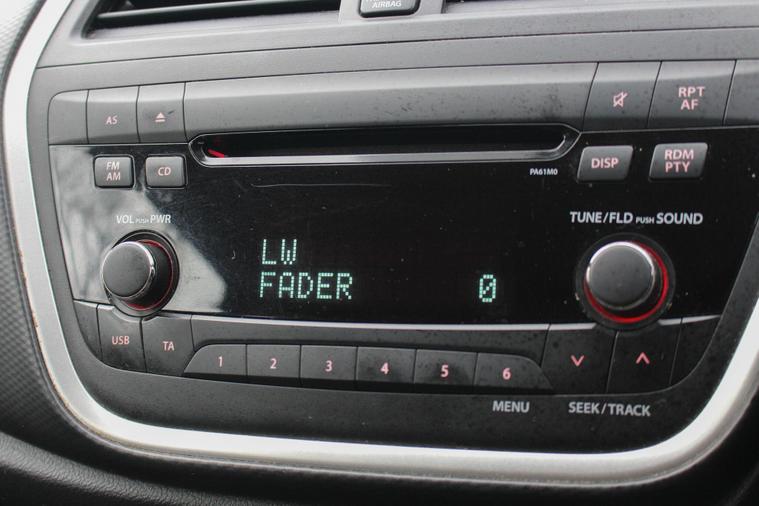 AIRBAG
AS
RPT
AF
FM
AM
CD
PA61M0
DISP
RDM
PTY
VOL PUSH PWR
TUNE/FLD PUSH SOUND
LW
FADER 0
USB
TA
1 2 3 4 5 6
MENU
SEEK/TRACK